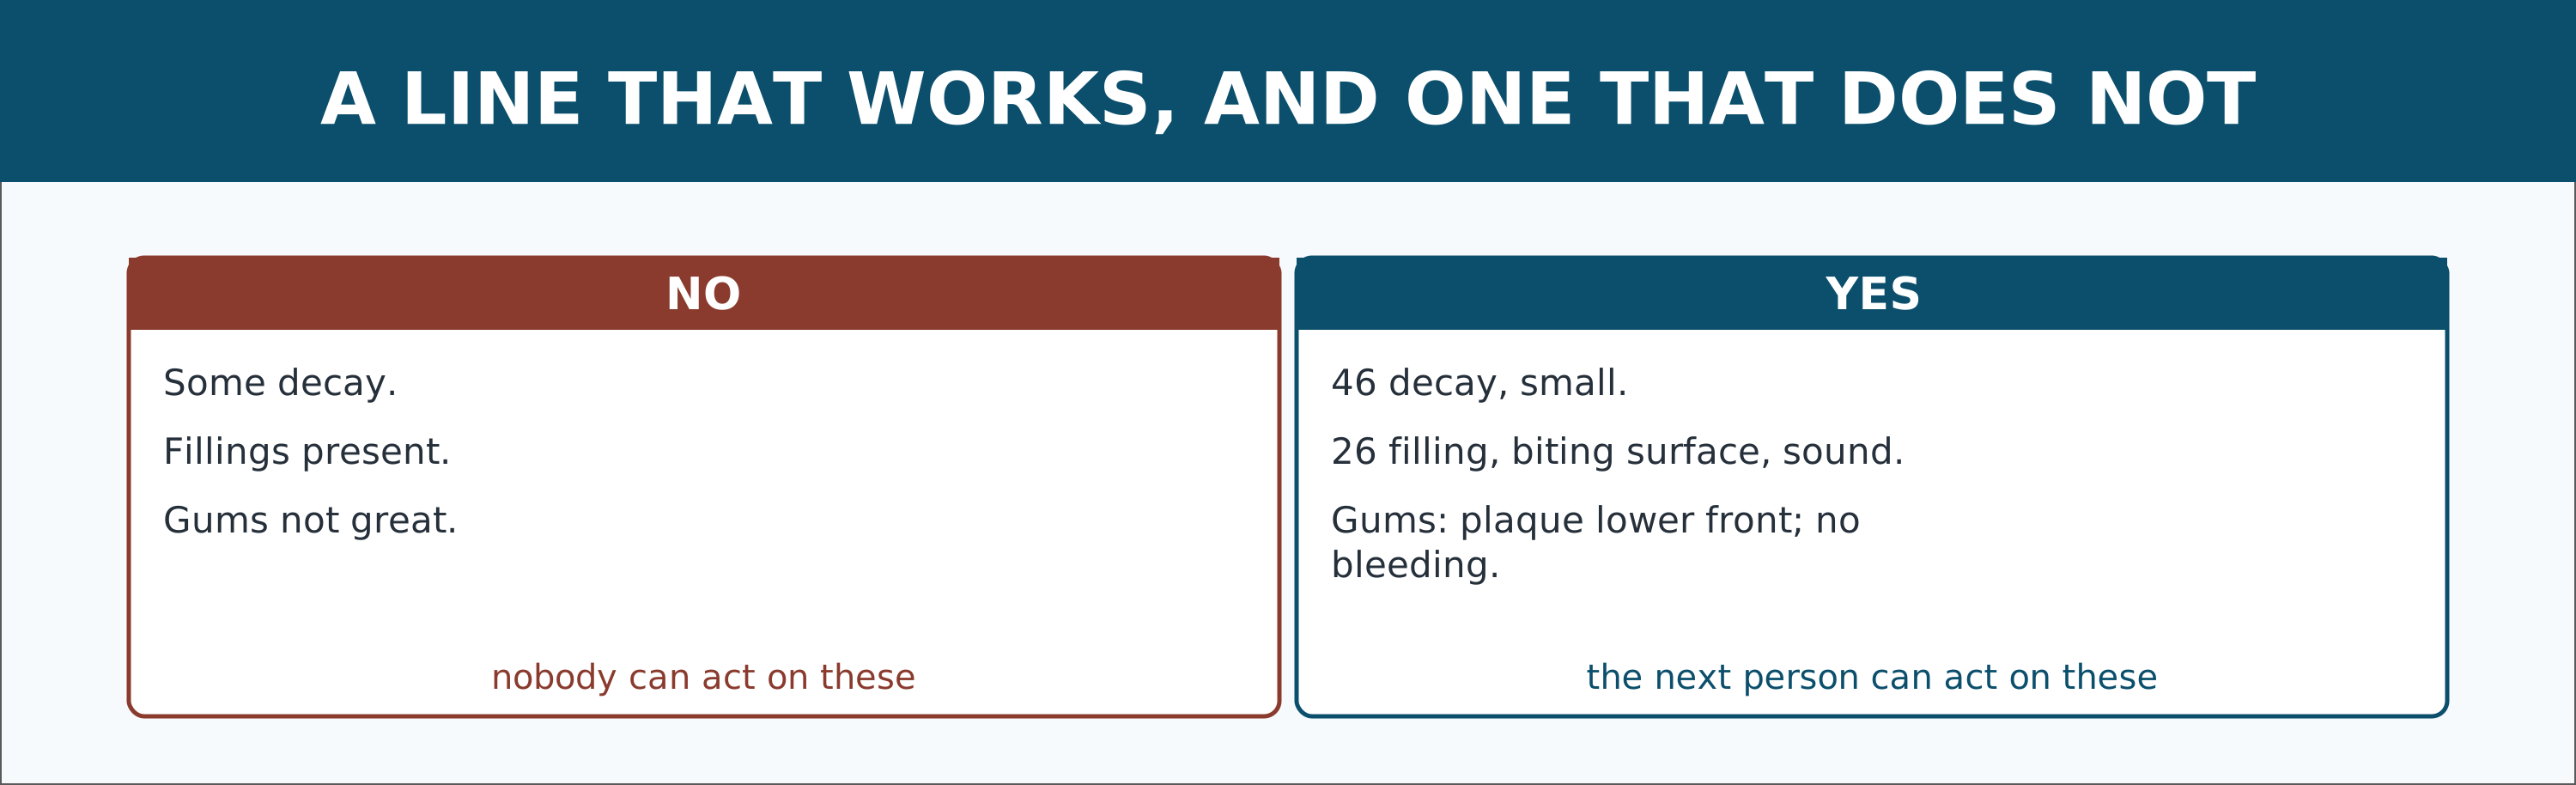 A LINE THAT WORKS, AND ONE THAT DOES NOT
NO
Some decay.
Fillings present.
Gums not great.
nobody can act on these
YES
46 decay, small.
26 filling, biting surface, sound.
Gums: plaque lower front; no
bleeding.
the next person can act on these